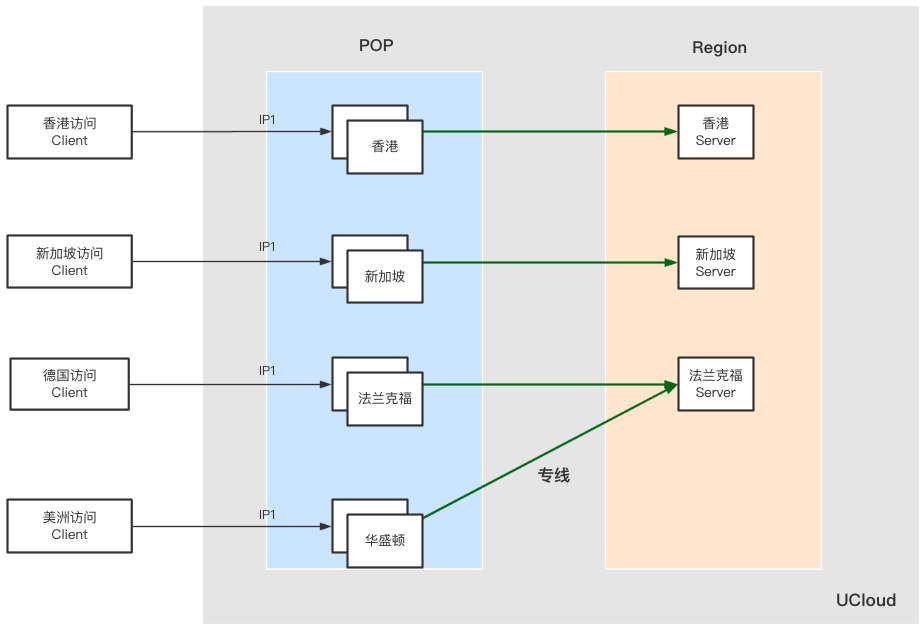 POP
Region
香港访问
Client
IP1
香港
香港
Server
新加坡访问
Client
IP1
新加坡
新加坡
Server
德国访问
Client
IP1
法兰克福
法兰克福
Server
专线
美洲访问
Client
IP1
华盛顿
UCloud